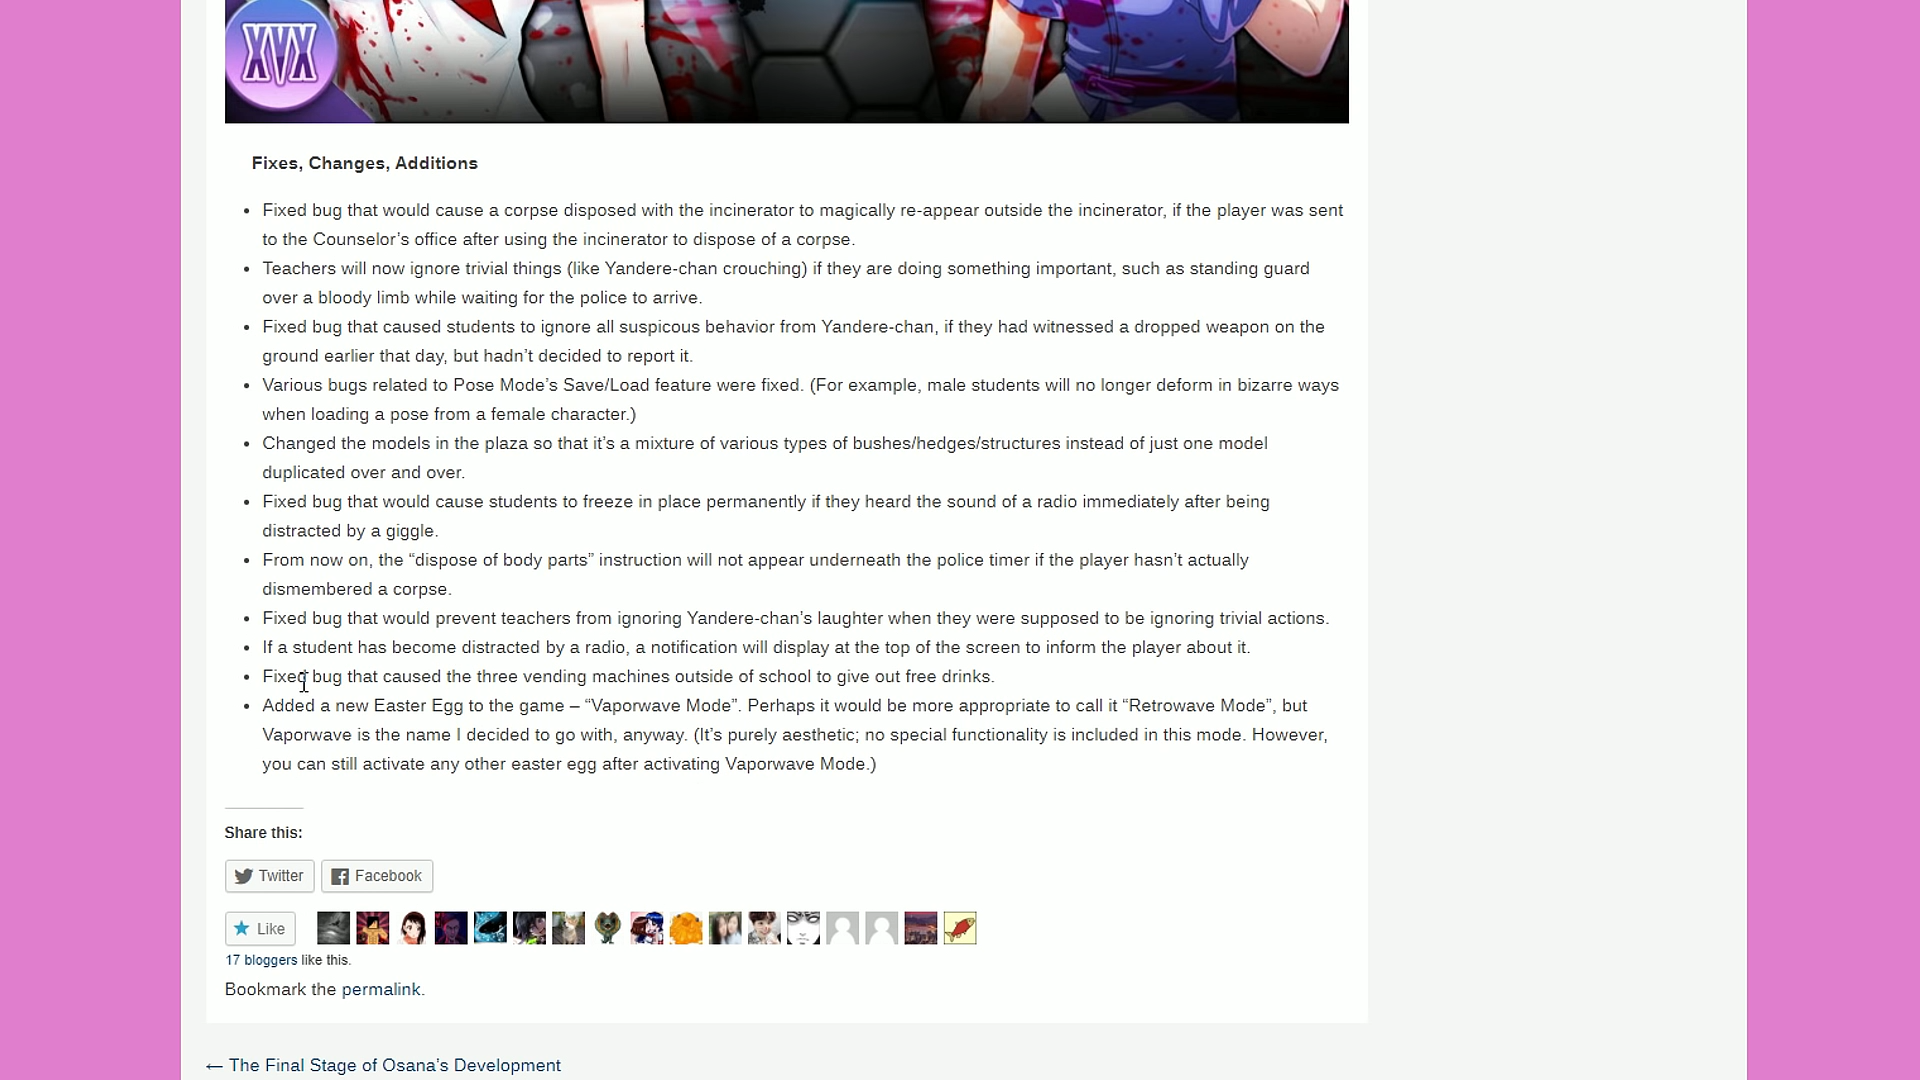 XVX
Fixes, Changes, Additions
Fixed bug that would cause a corpse disposed with the incinerator to magically re-appear outside the incinerator, if the player was sent
to the Counselor’s office after using the incinerator to dispose of a corpse.
Teachers will now ignore trivial things (like Yandere-chan crouching) if they are doing something important, such as standing guard
over a bloody limb while waiting for the police to arrive.
Fixed bug that caused students to ignore all suspicous behavior from Yandere-chan, if they had witnessed a dropped weapon on the
ground earlier that day, but hadn’t decided to report it.
Various bugs related to Pose Mode’s Save/Load feature were fixed. (For example, male students will no longer deform in bizarre ways
when loading a pose from a female character.)
Changed the models in the plaza so that it’s a mixture of various types of bushes/hedges/structures instead of just one model
duplicated over and over.
Fixed bug that would cause students to freeze in place permanently if they heard the sound of a radio immediately after being
distracted by a giggle.
From now on, the “dispose of body parts” instruction will not appear underneath the police timer if the player hasn’t actually
dismembered a corpse.
Fixed bug that would prevent teachers from ignoring Yandere-chan’s laughter when they were supposed to be ignoring trivial actions.
If a student has become distracted by a radio, a notification will display at the top of the screen to inform the player about it.
Fixed bug that caused the three vending machines outside of school to give out free drinks.
Added a new Easter Egg to the game – “Vaporwave Mode”. Perhaps it would be more appropriate to call it “Retrowave Mode”, but
Vaporwave is the name I decided to go with, anyway. (It’s purely aesthetic; no special functionality is included in this mode. However,
you can still activate any other easter egg after activating Vaporwave Mode.)
Share this:
Twitter Facebook
Like
17 bloggers like this.
Bookmark the permalink.
← The Final Stage of Osana’s Development